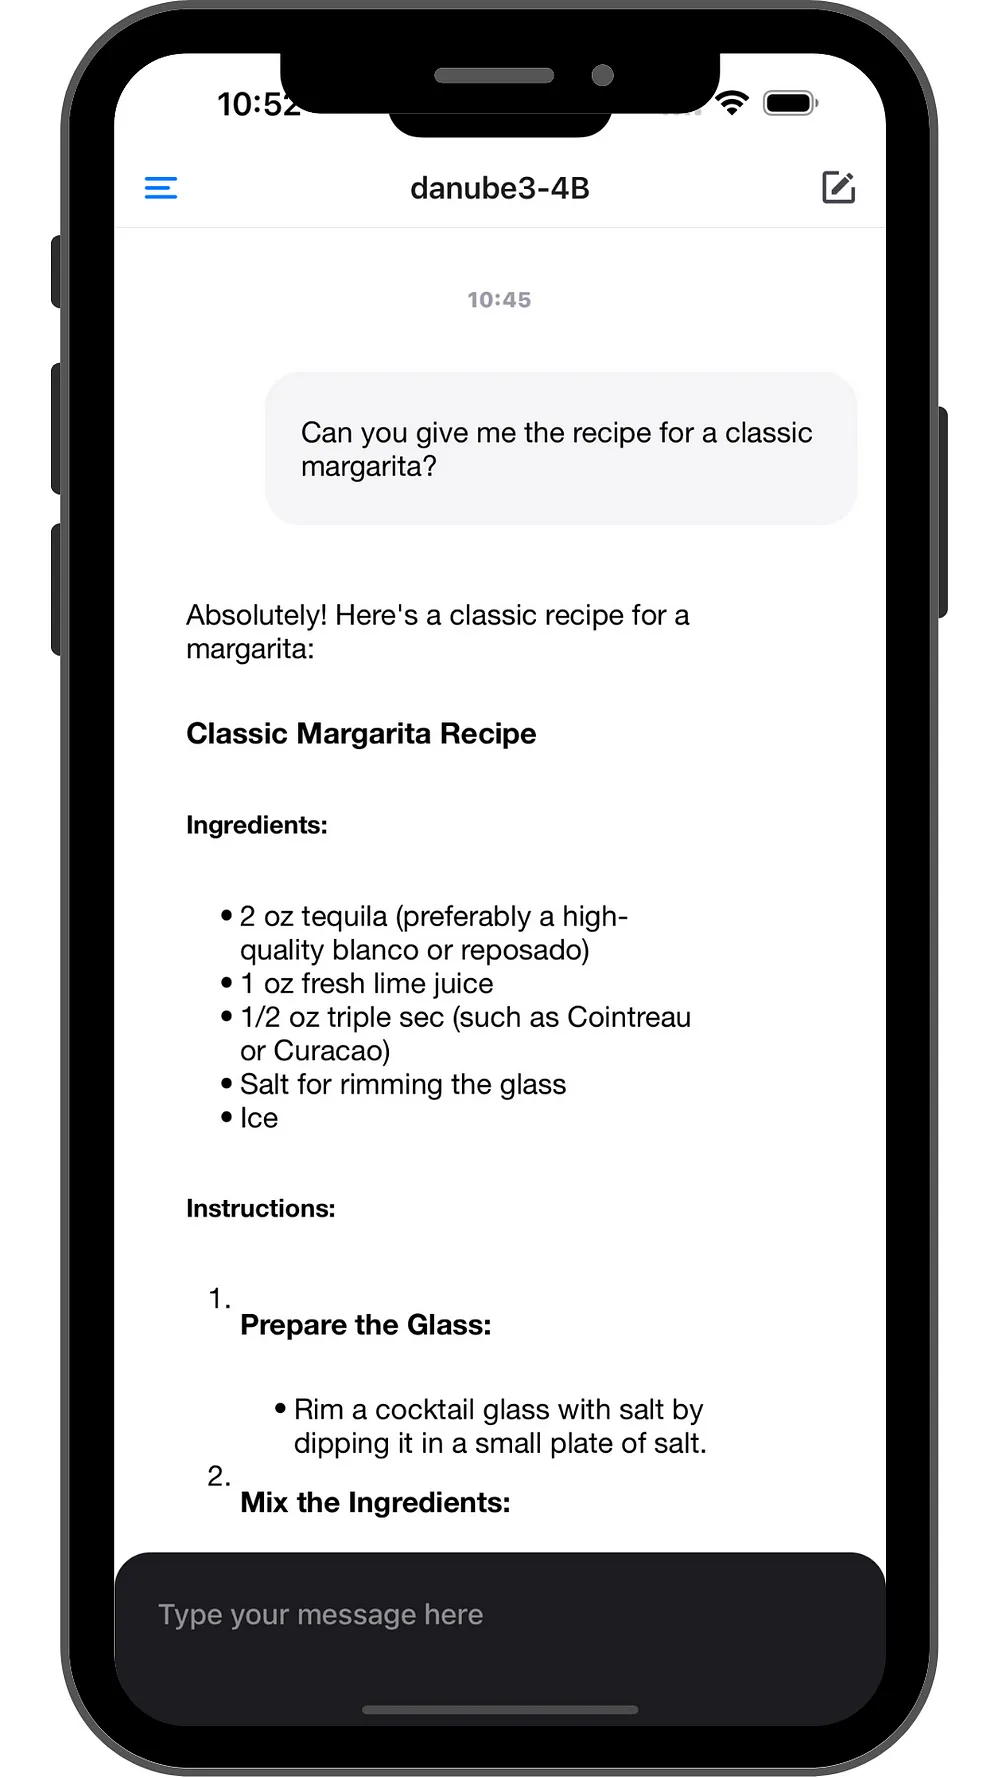 10:52
danube3-4B
10:45
Can you give me the recipe for a classic
margarita?
Absolutely! Here's a classic recipe for a
margarita:
Classic Margarita Recipe
Ingredients:
• 2 oz tequila (preferably a high-
quality blanco or reposado)
• 1 oz fresh lime juice
• 1/2 oz triple sec (such as Cointreau
or Curacao)
• Salt for rimming the glass
• Ice
Instructions:
1.
Prepare the Glass:
• Rim a cocktail glass with salt by
dipping it in a small plate of salt.
2.
Mix the Ingredients:
Type your message here